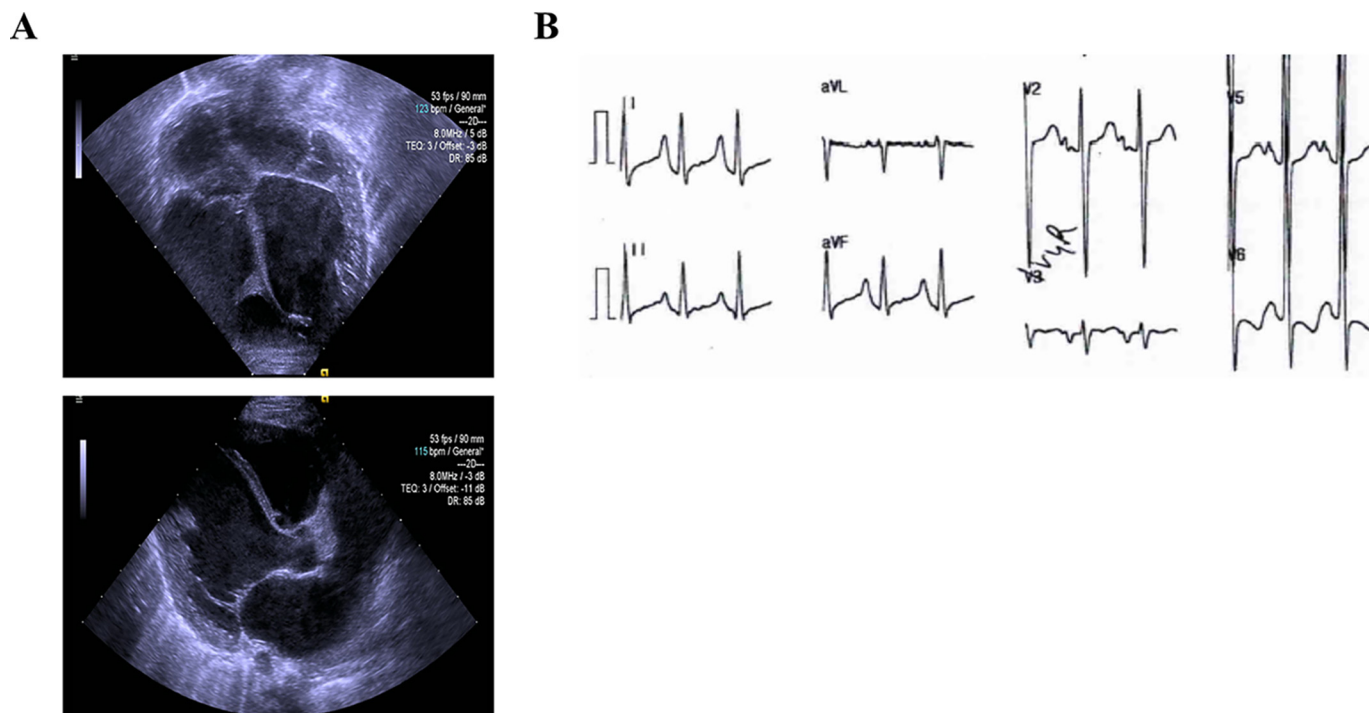 A
53 fps / 90 mm
123 bpm / General*
---2D---
8.0MHz / 5 dB
TEQ: 3 / Offset: -3 dB
DR: 85 dB
53 fps / 90 mm
115 bpm / General*
---2D---
8.0MHz / -3 dB
TEQ: 3 / Offset: -11 dB
DR: 85 dB
B
I
II
aVL
aVF
V2
V5
V6